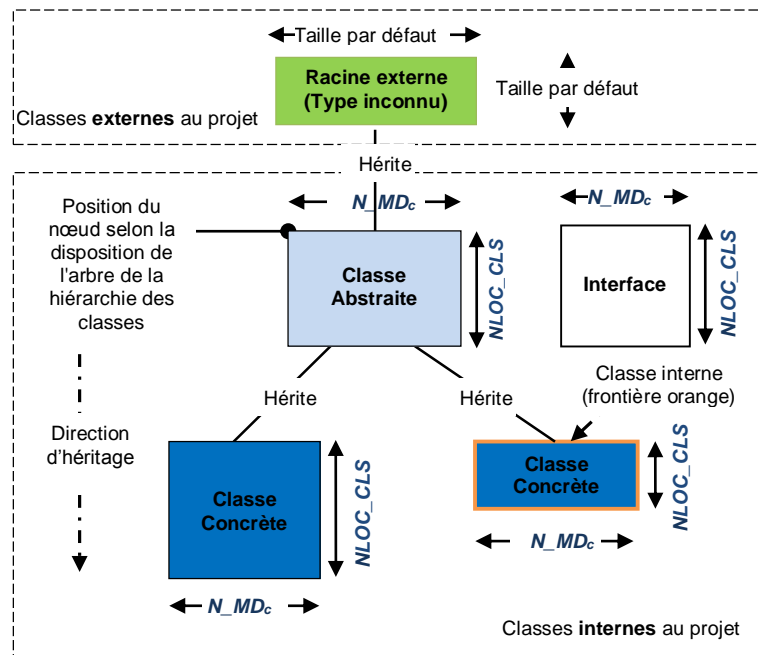 Taille par défaut
Racine externe
(Type inconnu)
Taille par défaut
Classes externes au projet
Hérite
N_MDc
N_MDc
Position du
nœud selon la
disposition de
l'arbre de la
hiérarchie des
classes
Classe
Abstraite
NLOC_CLS
Interface
NLOC_CLS
Classe interne
(frontière orange)
Hérite
Hérite
Direction
d'héritage
Classe
Concrète
NLOC_CLS
Classe
Concrète
NLOC_CLS
N_MDc
N_MDc
Classes internes au projet